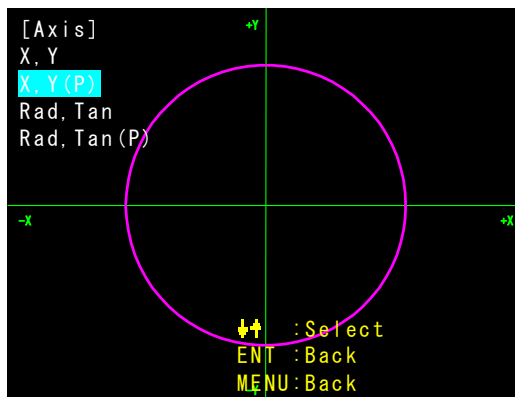 [Axis]
+Y
X,Y
X,Y(P)
Rad,Tan
Rad,Tan(P)
-X
+X
↓↑ :Select
ENT :Back
MENU:Back
-Y